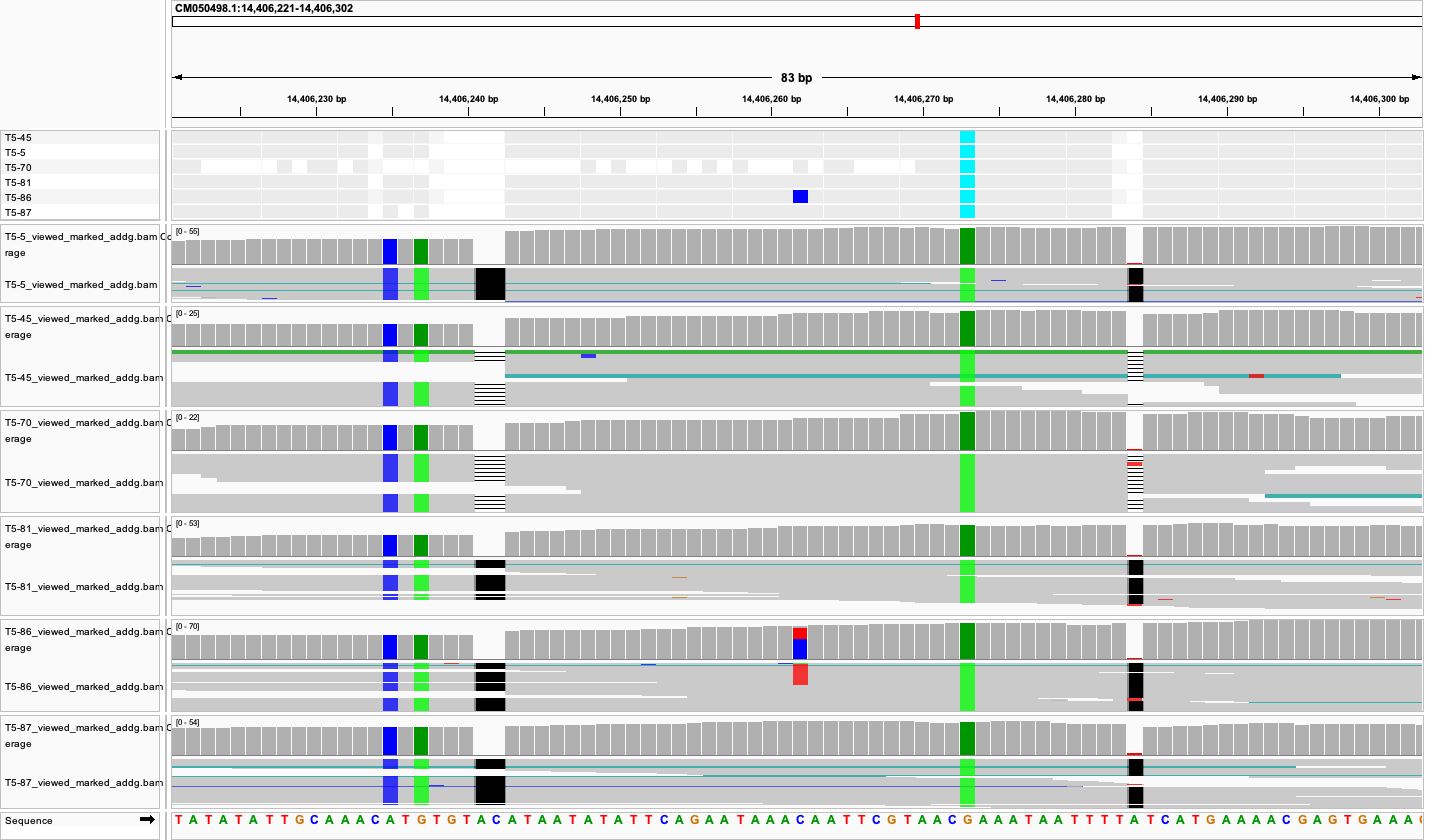 CM050498.1:14,406,221-14,406,302
83 bp
14,406,230 bp 14,406,240 bp 14,406,250 bp 14,406,260 bp 14,406,270 bp 14,406,280 bp 14,406,290 bp 14,406,300 bp
T5-45
T5-5
T5-70
T5-81
T5-86
T5-87
T5-5_viewed_marked_addg.bam Co [0 - 55]
rage
T5-5_viewed_marked_addg.bam
T5-45_viewed_marked_addg.bam C [0 - 25]
erage
T5-45_viewed_marked_addg.bam
T5-70_viewed_marked_addg.bam C [0 - 22]
erage
T5-70_viewed_marked_addg.bam
T5-81_viewed_marked_addg.bam C [0 - 53]
erage
T5-81_viewed_marked_addg.bam
T5-86_viewed_marked_addg.bam C [0 - 70]
erage
T5-86_viewed_marked_addg.bam
T5-87_viewed_marked_addg.bam C [0 - 54]
erage
T5-87_viewed_marked_addg.bam
Sequence T A T A T A T T G C A A A C A T G T G T A C A T A A T A T A T T C A G A A T A A A C A A T T C G T A A C G A A A T A A T T T T A T C A T G A A A A C G A G T G A A A G